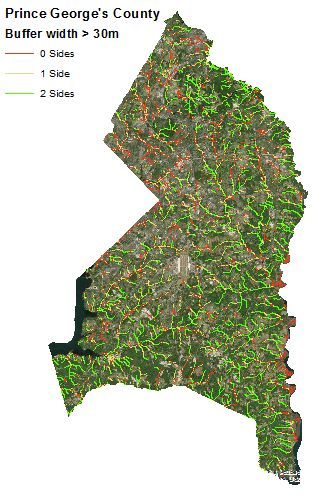 Prince George's County
Buffer width > 30m
0 Sides
1 Side
2 Sides